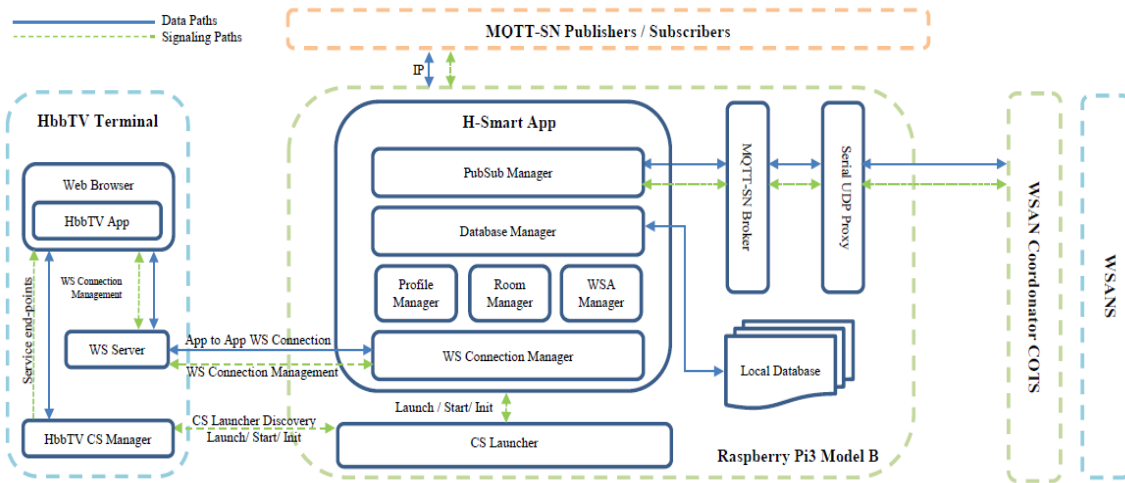 Data Paths
Signaling Paths
MQTT-SN Publishers / Subscribers
IP
HbbTV Terminal
Web Browser
HbbTV App
WS Connection
Management
Service end-points
WS Server
HbbTV CS Manager
App to App WS Connection
WS Connection Management
CS Launcher Discovery
Launch/ Start/ Init
H-Smart App
PubSub Manager
Database Manager
Profile
Manager
Room
Manager
WSA
Manager
WS Connection Manager
Launch / Start/ Init
CS Launcher
MQTT-SN Broker
Serial UDP Proxy
Local Database
Raspberry Pi3 Model B
WSAN Coordonator COTS
WSANS